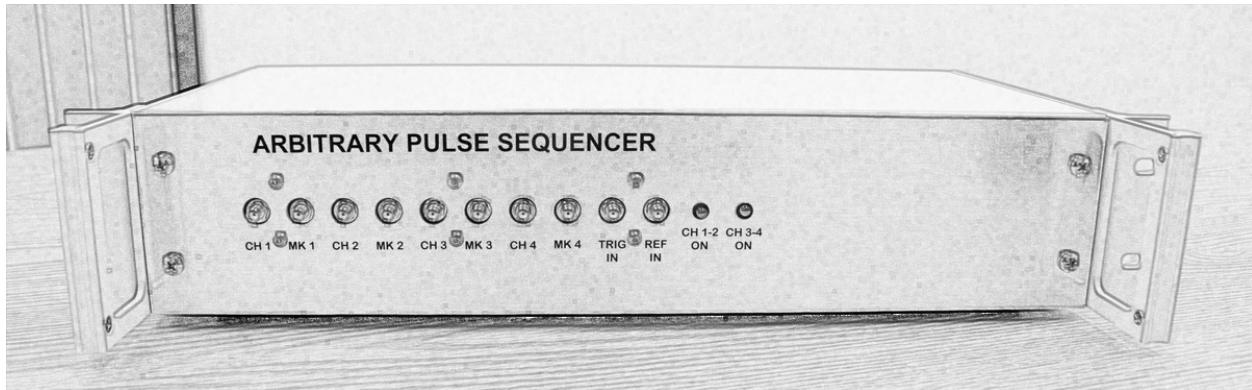 ARBITRARY PULSE SEQUENCER
CH 1 MK 1 CH 2 MK 2 CH 3 MK 3 CH 4 MK 4 TRIG IN REF IN CH 1-2 ON CH 3-4 ON